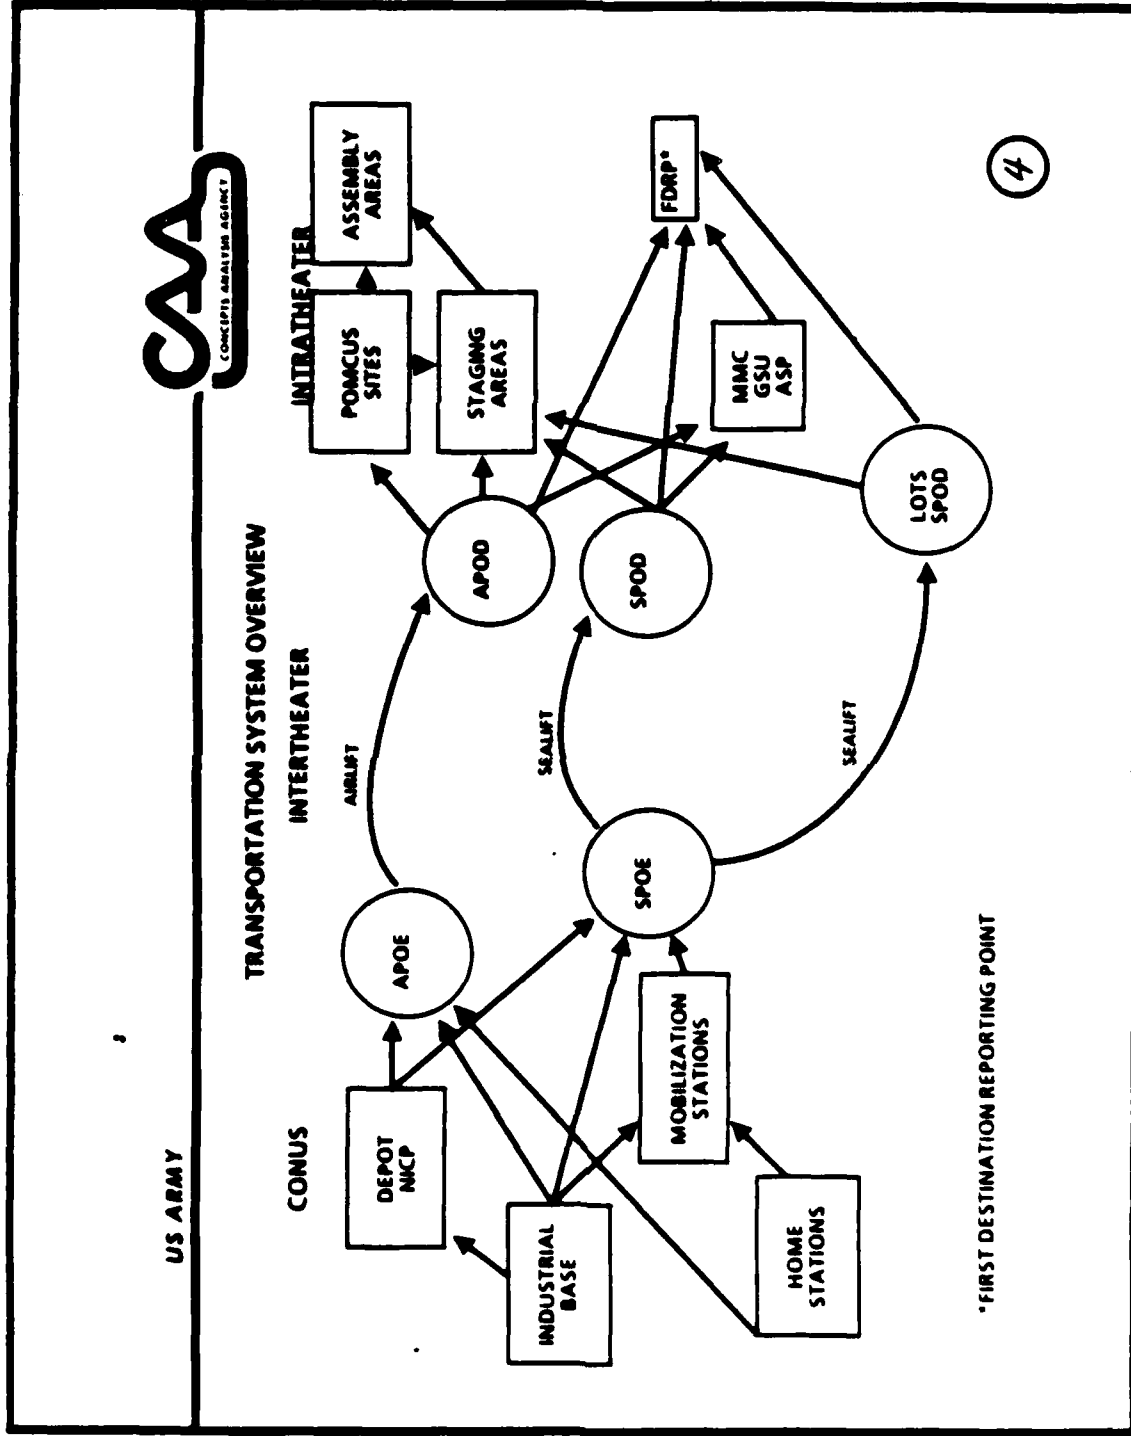 US ARMY
CAA
CONCEPTS ANALYSIS AGENCY
TRANSPORTATION SYSTEM OVERVIEW
CONUS
INTERTHEATER
INTRATHEATER
DEPOT
NICP
INDUSTRIAL
BASE
HOME
STATIONS
MOBILIZATION
STATIONS
APOE
SPOE
AIRLIFT
SEALIFT
SEALIFT
APOD
SPOD
LOTS
SPOD
POMCUS
SITES
STAGING
AREAS
ASSEMBLY
AREAS
MMC
GSU
ASP
FDRP*
*FIRST DESTINATION REPORTING POINT
4